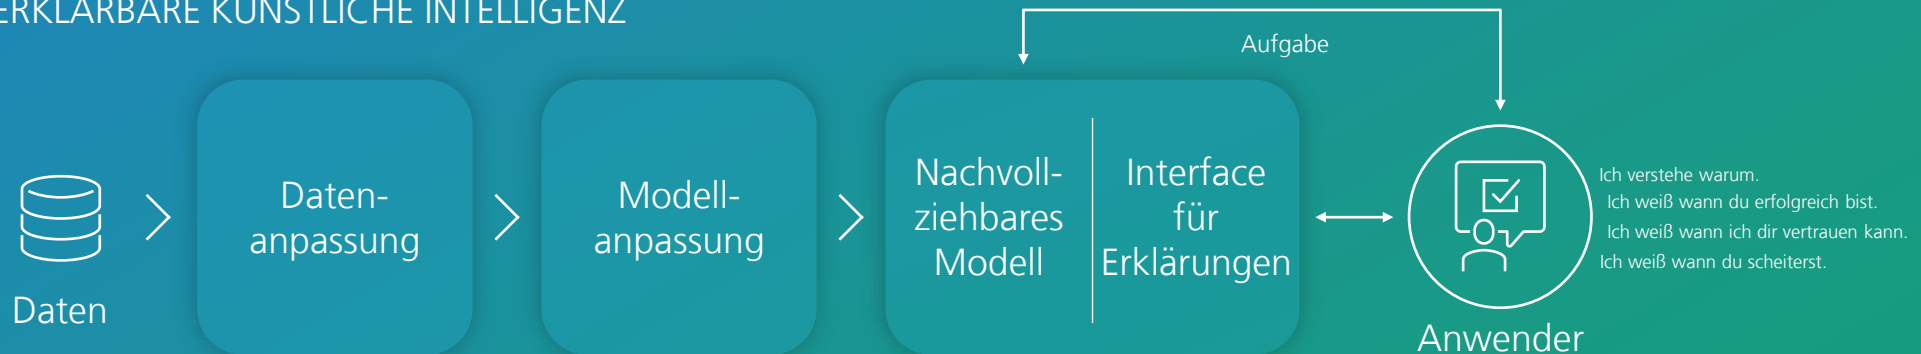 ERKLÄRBARE KÜNSTLICHE INTELLIGENZ
Aufgabe
Daten
Daten-
anpassung
Modell-
anpassung
Nachvoll-
ziehbares
Modell
Interface
für
Erklärungen
Anwender
Ich verstehe warum.
Ich weiß wann du erfolgreich bist.
Ich weiß wann ich dir vertrauen kann.
Ich weiß wann du scheiterst.